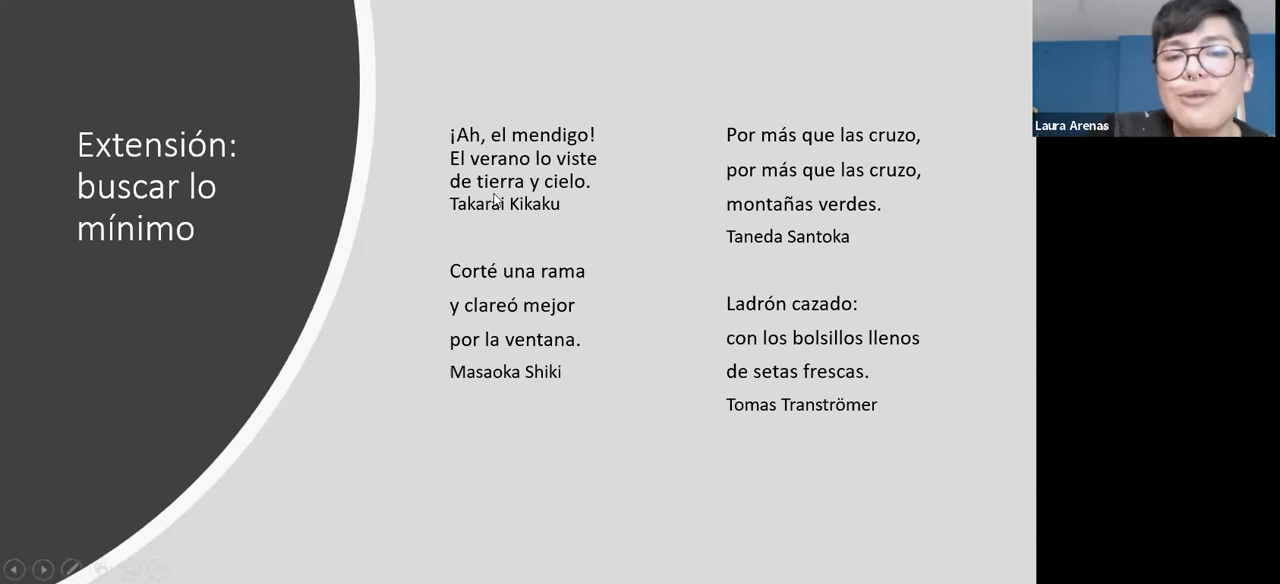 Extensión:
buscar lo
mínimo
¡Ah, el mendigo!
El verano lo viste
de tierra y cielo.
Takarai Kikaku
Corté una rama
y clareó mejor
por la ventana.
Masaoka Shiki
Por más que las cruzo,
por más que las cruzo,
montañas verdes.
Taneda Santoka
Ladrón cazado:
con los bolsillos llenos
de setas frescas.
Tomas Tranströmer
Laura Arenas